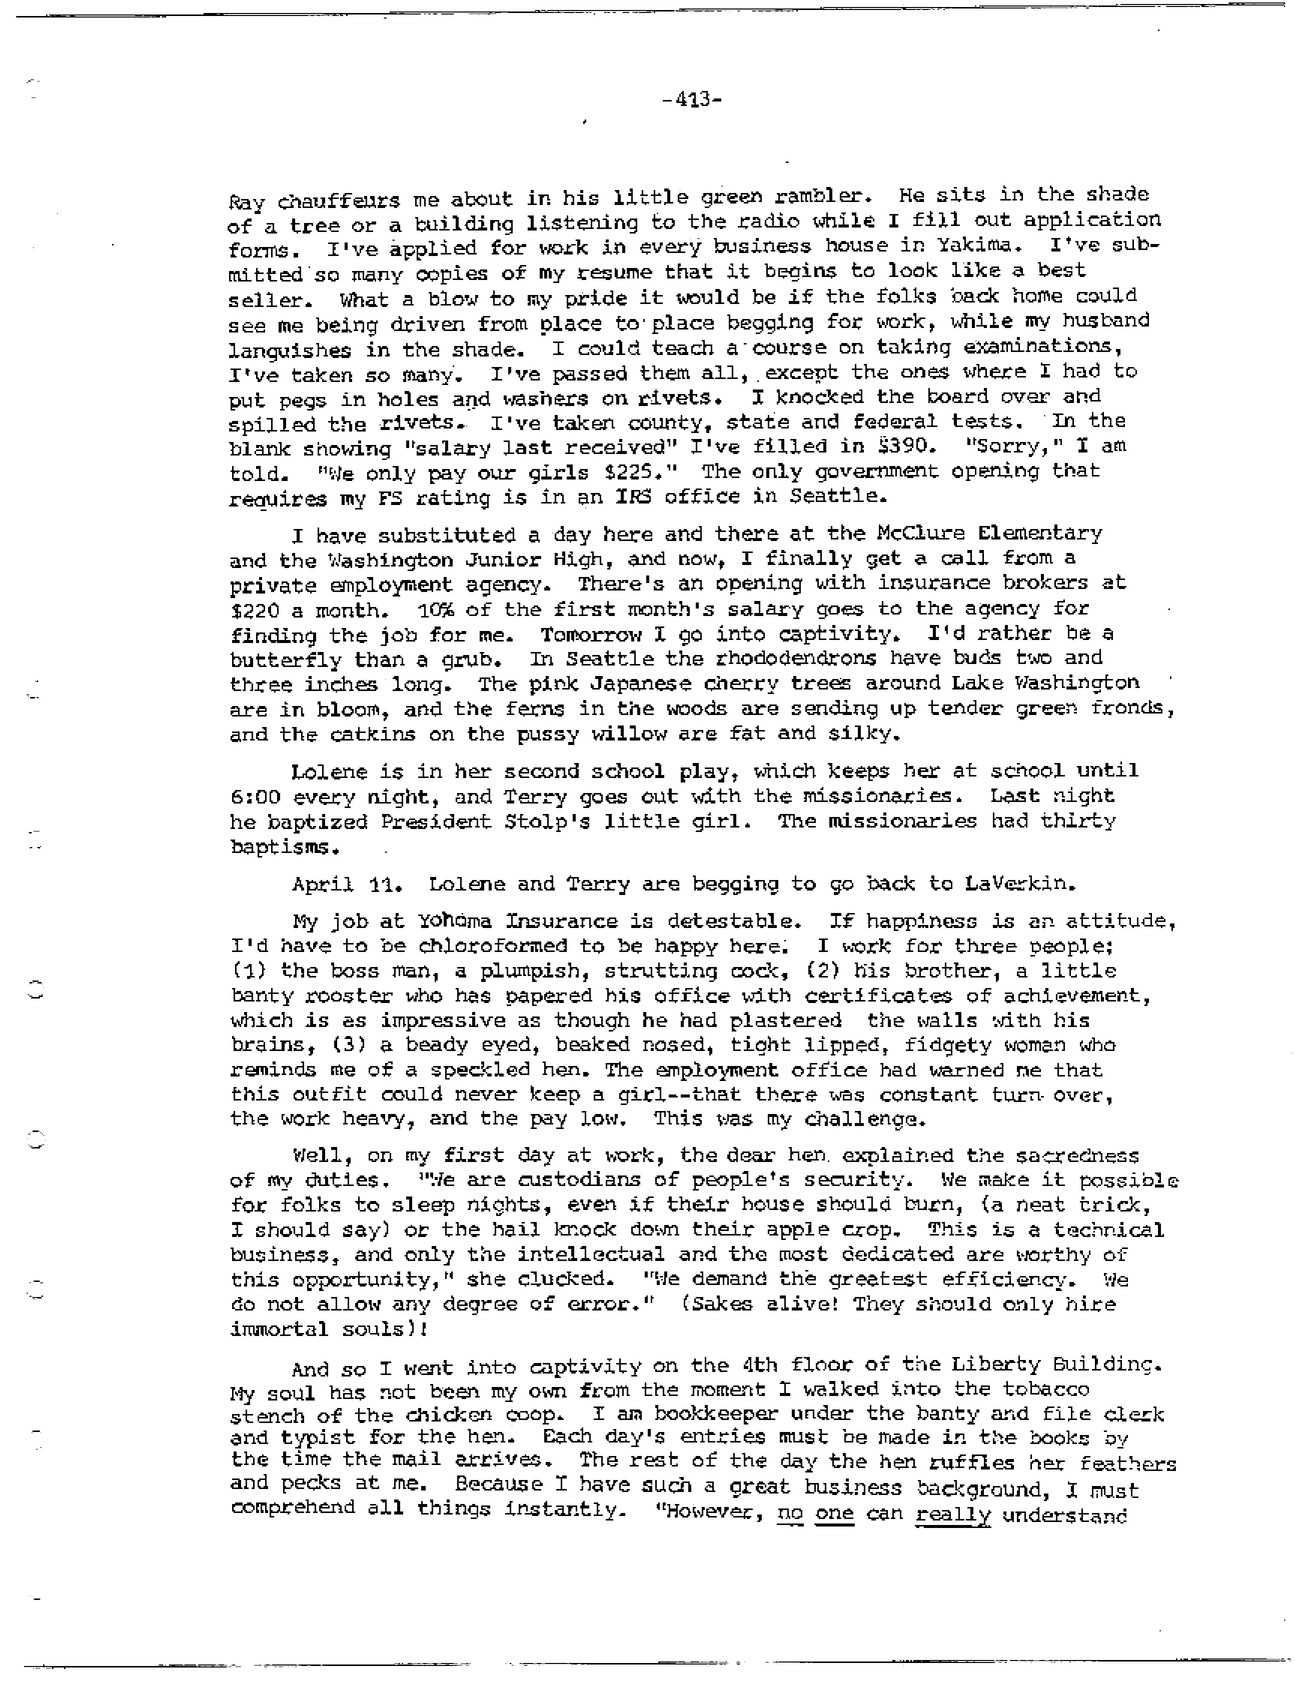 -413-
Ray chauffeurs me about in his little green rambler. He sits in the shade
of a tree or a building listening to the radio while I fill out application
forms. I've applied for work in every business house in Yakima. I've sub-
mitted so many copies of my resume that it begins to look like a best
seller. What a blow to my pride it would be if the folks back home could
see me being driven from place to place begging for work, while my husband
languishes in the shade. I could teach a course on taking examinations,
I've taken so many. I've passed them all, except the ones where I had to
put pegs in holes and washers on rivets. I knocked the board over and
spilled the rivets. I've taken county, state and federal tests. In the
blank showing "salary last received" I've filled in $390. "Sorry," I am
told. "We only pay our girls $225." The only government opening that
requires my FS rating is in an IRS office in Seattle.
I have substituted a day here and there at the McClure Elementary
and the Washington Junior High, and now, I finally get a call from a
private employment agency. There's an opening with insurance brokers at
$220 a month. 10% of the first month's salary goes to the agency for
finding the job for me. Tomorrow I go into captivity. I'd rather be a
butterfly than a grub. In Seattle the rhododendrons have buds two and
three inches long. The pink Japanese cherry trees around Lake Washington
are in bloom, and the ferns in the woods are sending up tender green fronds,
and the catkins on the pussy willow are fat and silky.
Lolene is in her second school play, which keeps her at school until
6:00 every night, and Terry goes out with the missionaries. Last night
he baptized President Stolp's little girl. The missionaries had thirty
baptisms.
April 11. Lolene and Terry are begging to go back to LaVerkin.
My job at Yohoma Insurance is detestable. If happiness is an attitude,
I'd have to be chloroformed to be happy here. I work for three people;
(1) the boss man, a plumpish, strutting cock, (2) his brother, a little
banty rooster who has papered his office with certificates of achievement,
which is as impressive as though he had plastered the walls with his
brains, (3) a beady eyed, beaked nosed, tight lipped, fidgety woman who
reminds me of a speckled hen. The employment office had warned me that
this outfit could never keep a girl--that there was constant turn over,
the work heavy, and the pay low. This was my challenge.
Well, on my first day at work, the dear hen explained the sacredness
of my duties. "We are custodians of people's security. We make it possible
for folks to sleep nights, even if their house should burn, (a neat trick,
I should say) or the hail knock down their apple crop. This is a technical
business, and only the intellectual and the most dedicated are worthy of
this opportunity," she clucked. "We demand the greatest efficiency. We
do not allow any degree of error." (Sakes alive! They should only hire
immortal souls)!
And so I went into captivity on the 4th floor of the Liberty Building.
My soul has not been my own from the moment I walked into the tobacco
stench of the chicken coop. I am bookkeeper under the banty and file clerk
and typist for the hen. Each day's entries must be made in the books by
the time the mail arrives. The rest of the day the hen ruffles her feathers
and pecks at me. Because I have such a great business background, I must
comprehend all things instantly. "However, no one can really understand